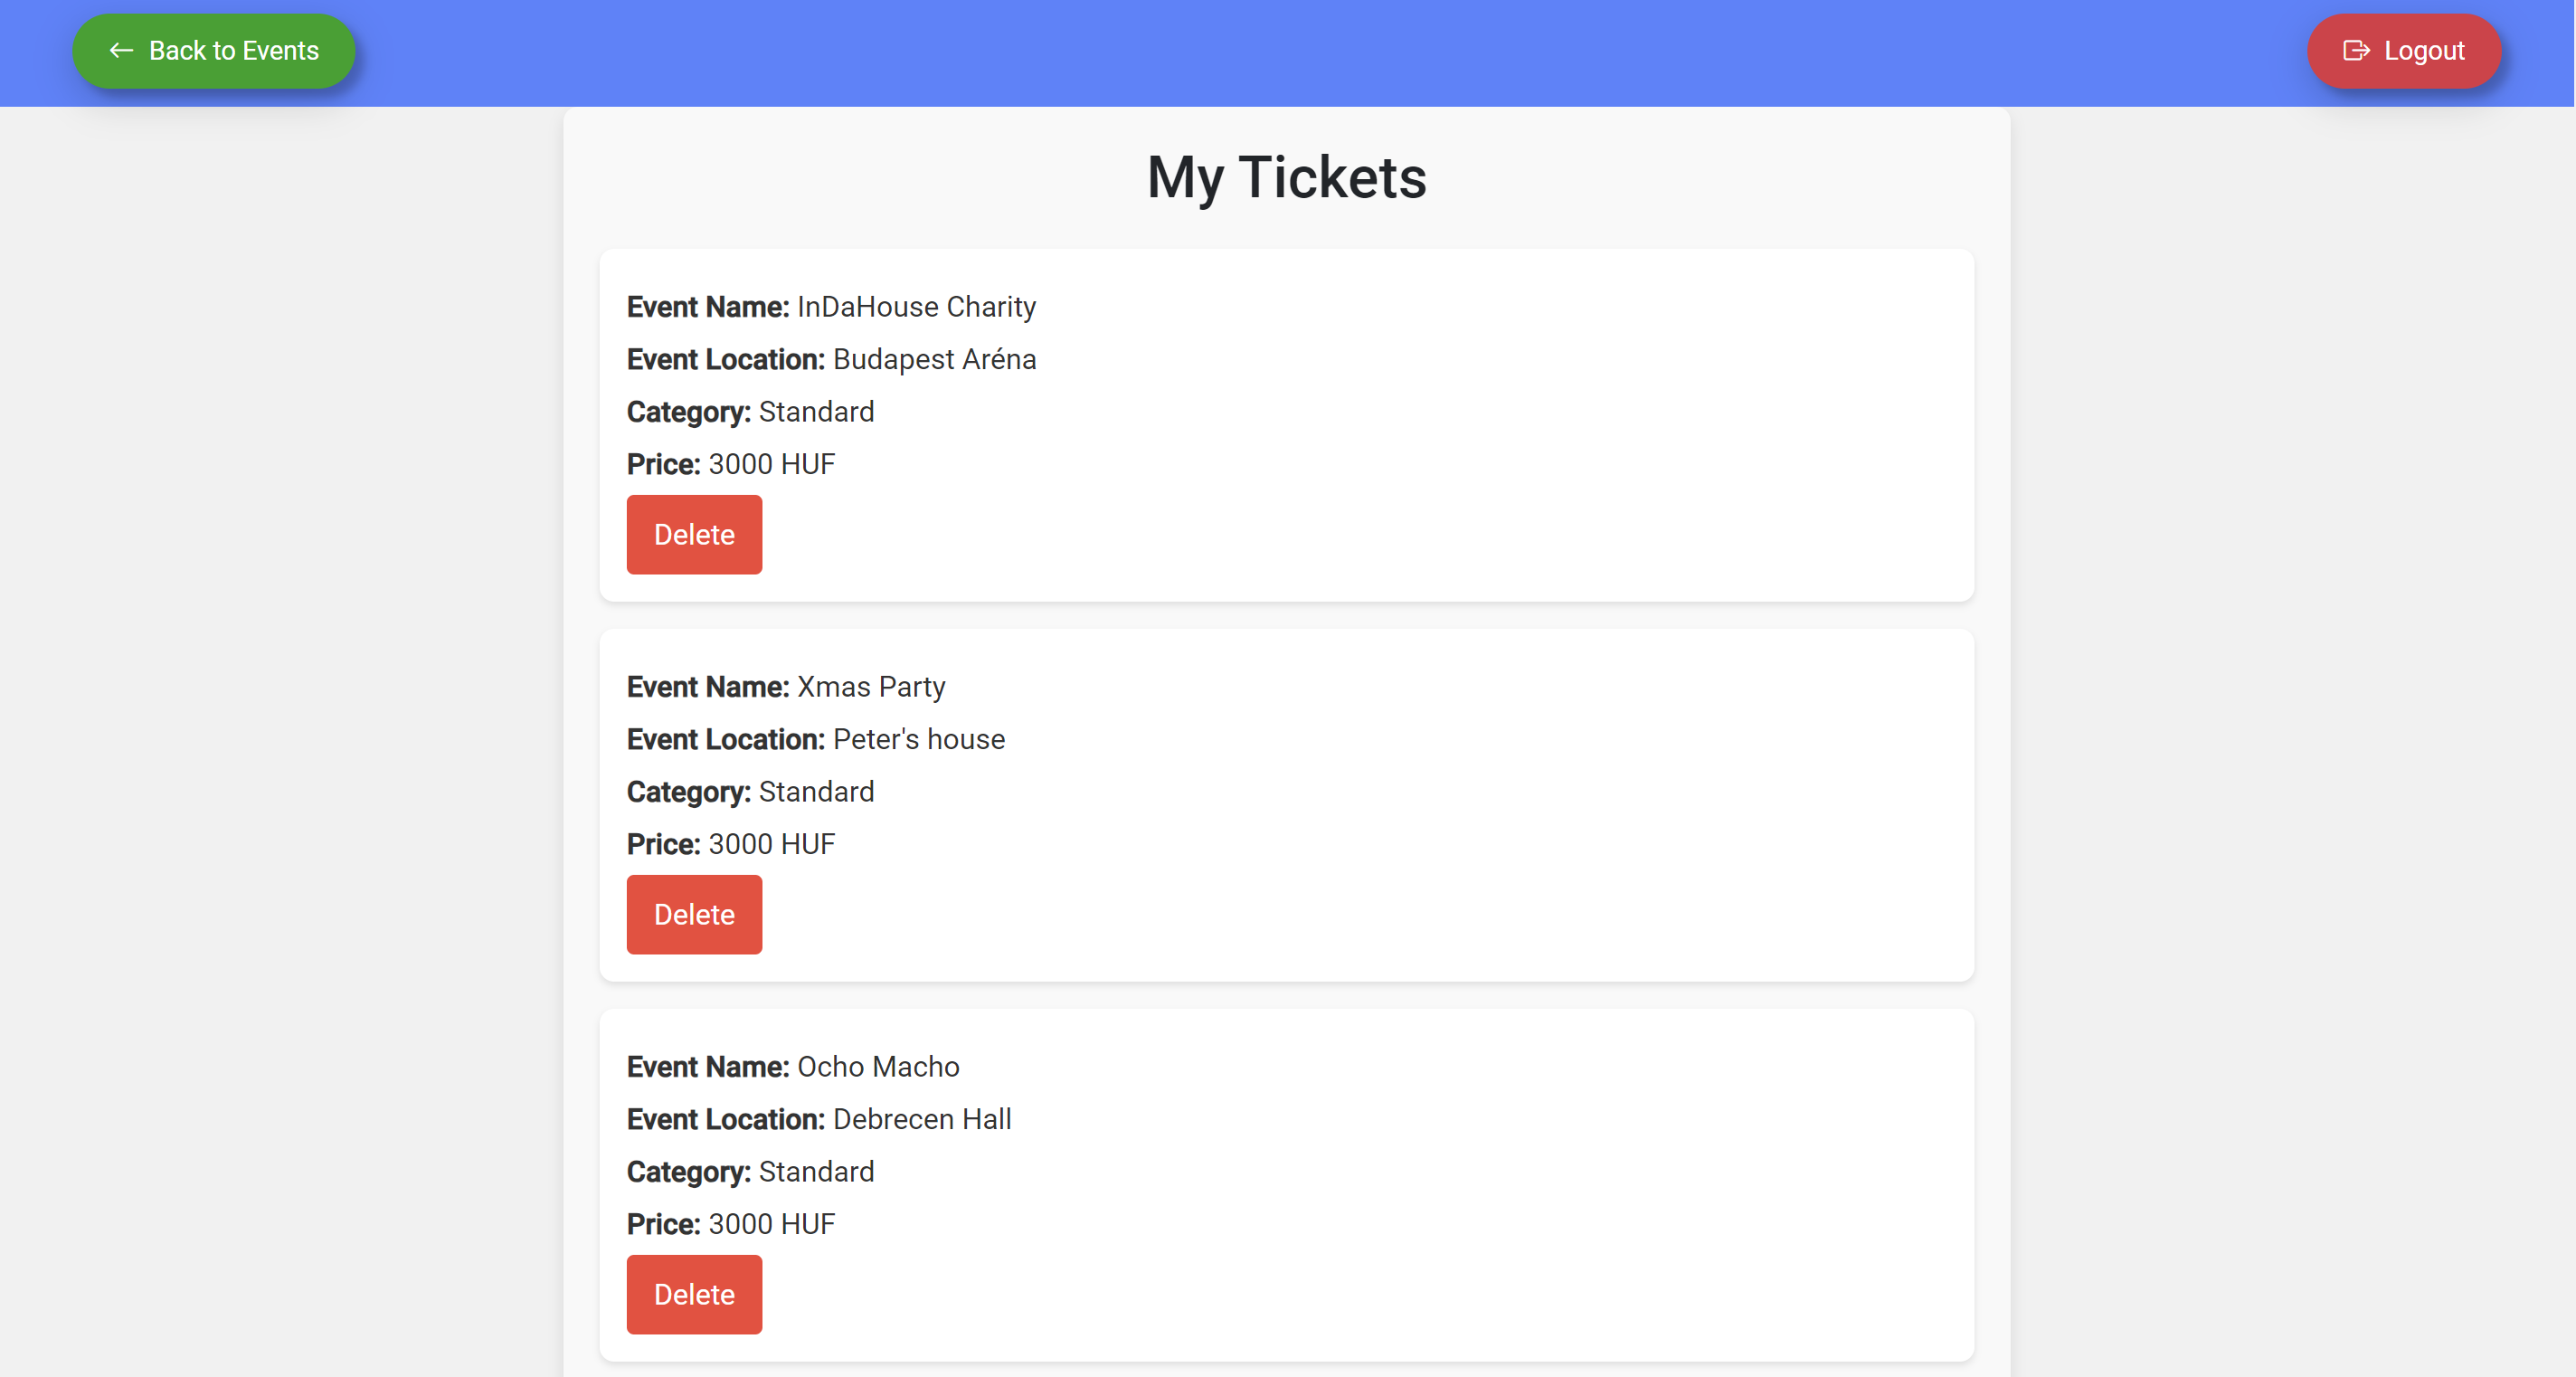 Back to Events
Logout
My Tickets
Event Name: InDaHouse Charity
Event Location: Budapest Aréna
Category: Standard
Price: 3000 HUF
Delete
Event Name: Xmas Party
Event Location: Peter's house
Category: Standard
Price: 3000 HUF
Delete
Event Name: Ocho Macho
Event Location: Debrecen Hall
Category: Standard
Price: 3000 HUF
Delete